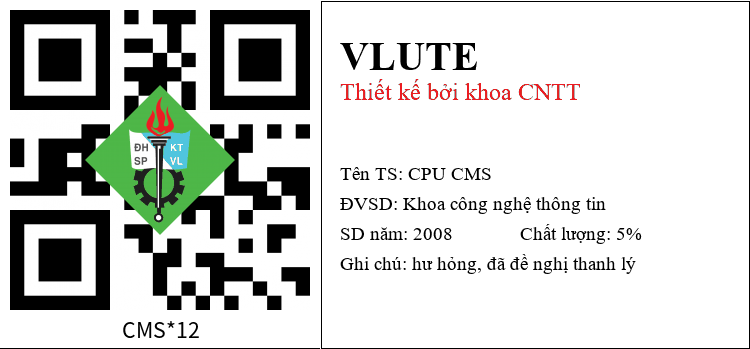 ĐH KT
SP VL
CMS*12
VLUTE
Thiết kế bởi khoa CNTT
Tên TS: CPU CMS
ĐVSD: Khoa công nghệ thông tin
SD năm: 2008 Chất lượng: 5%
Ghi chú: hư hỏng, đã đề nghị thanh lý